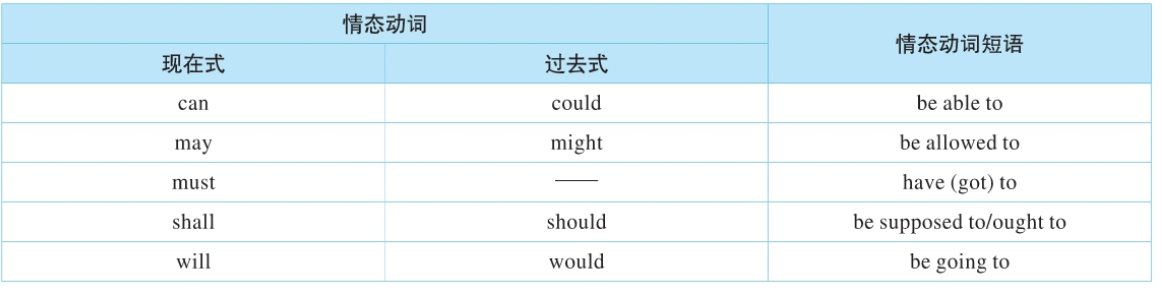 情态动词 情态动词短语
现在式 过去式
can could be able to
may might be allowed to
must —— have (got) to
shall should be supposed to/ought to
will would be going to